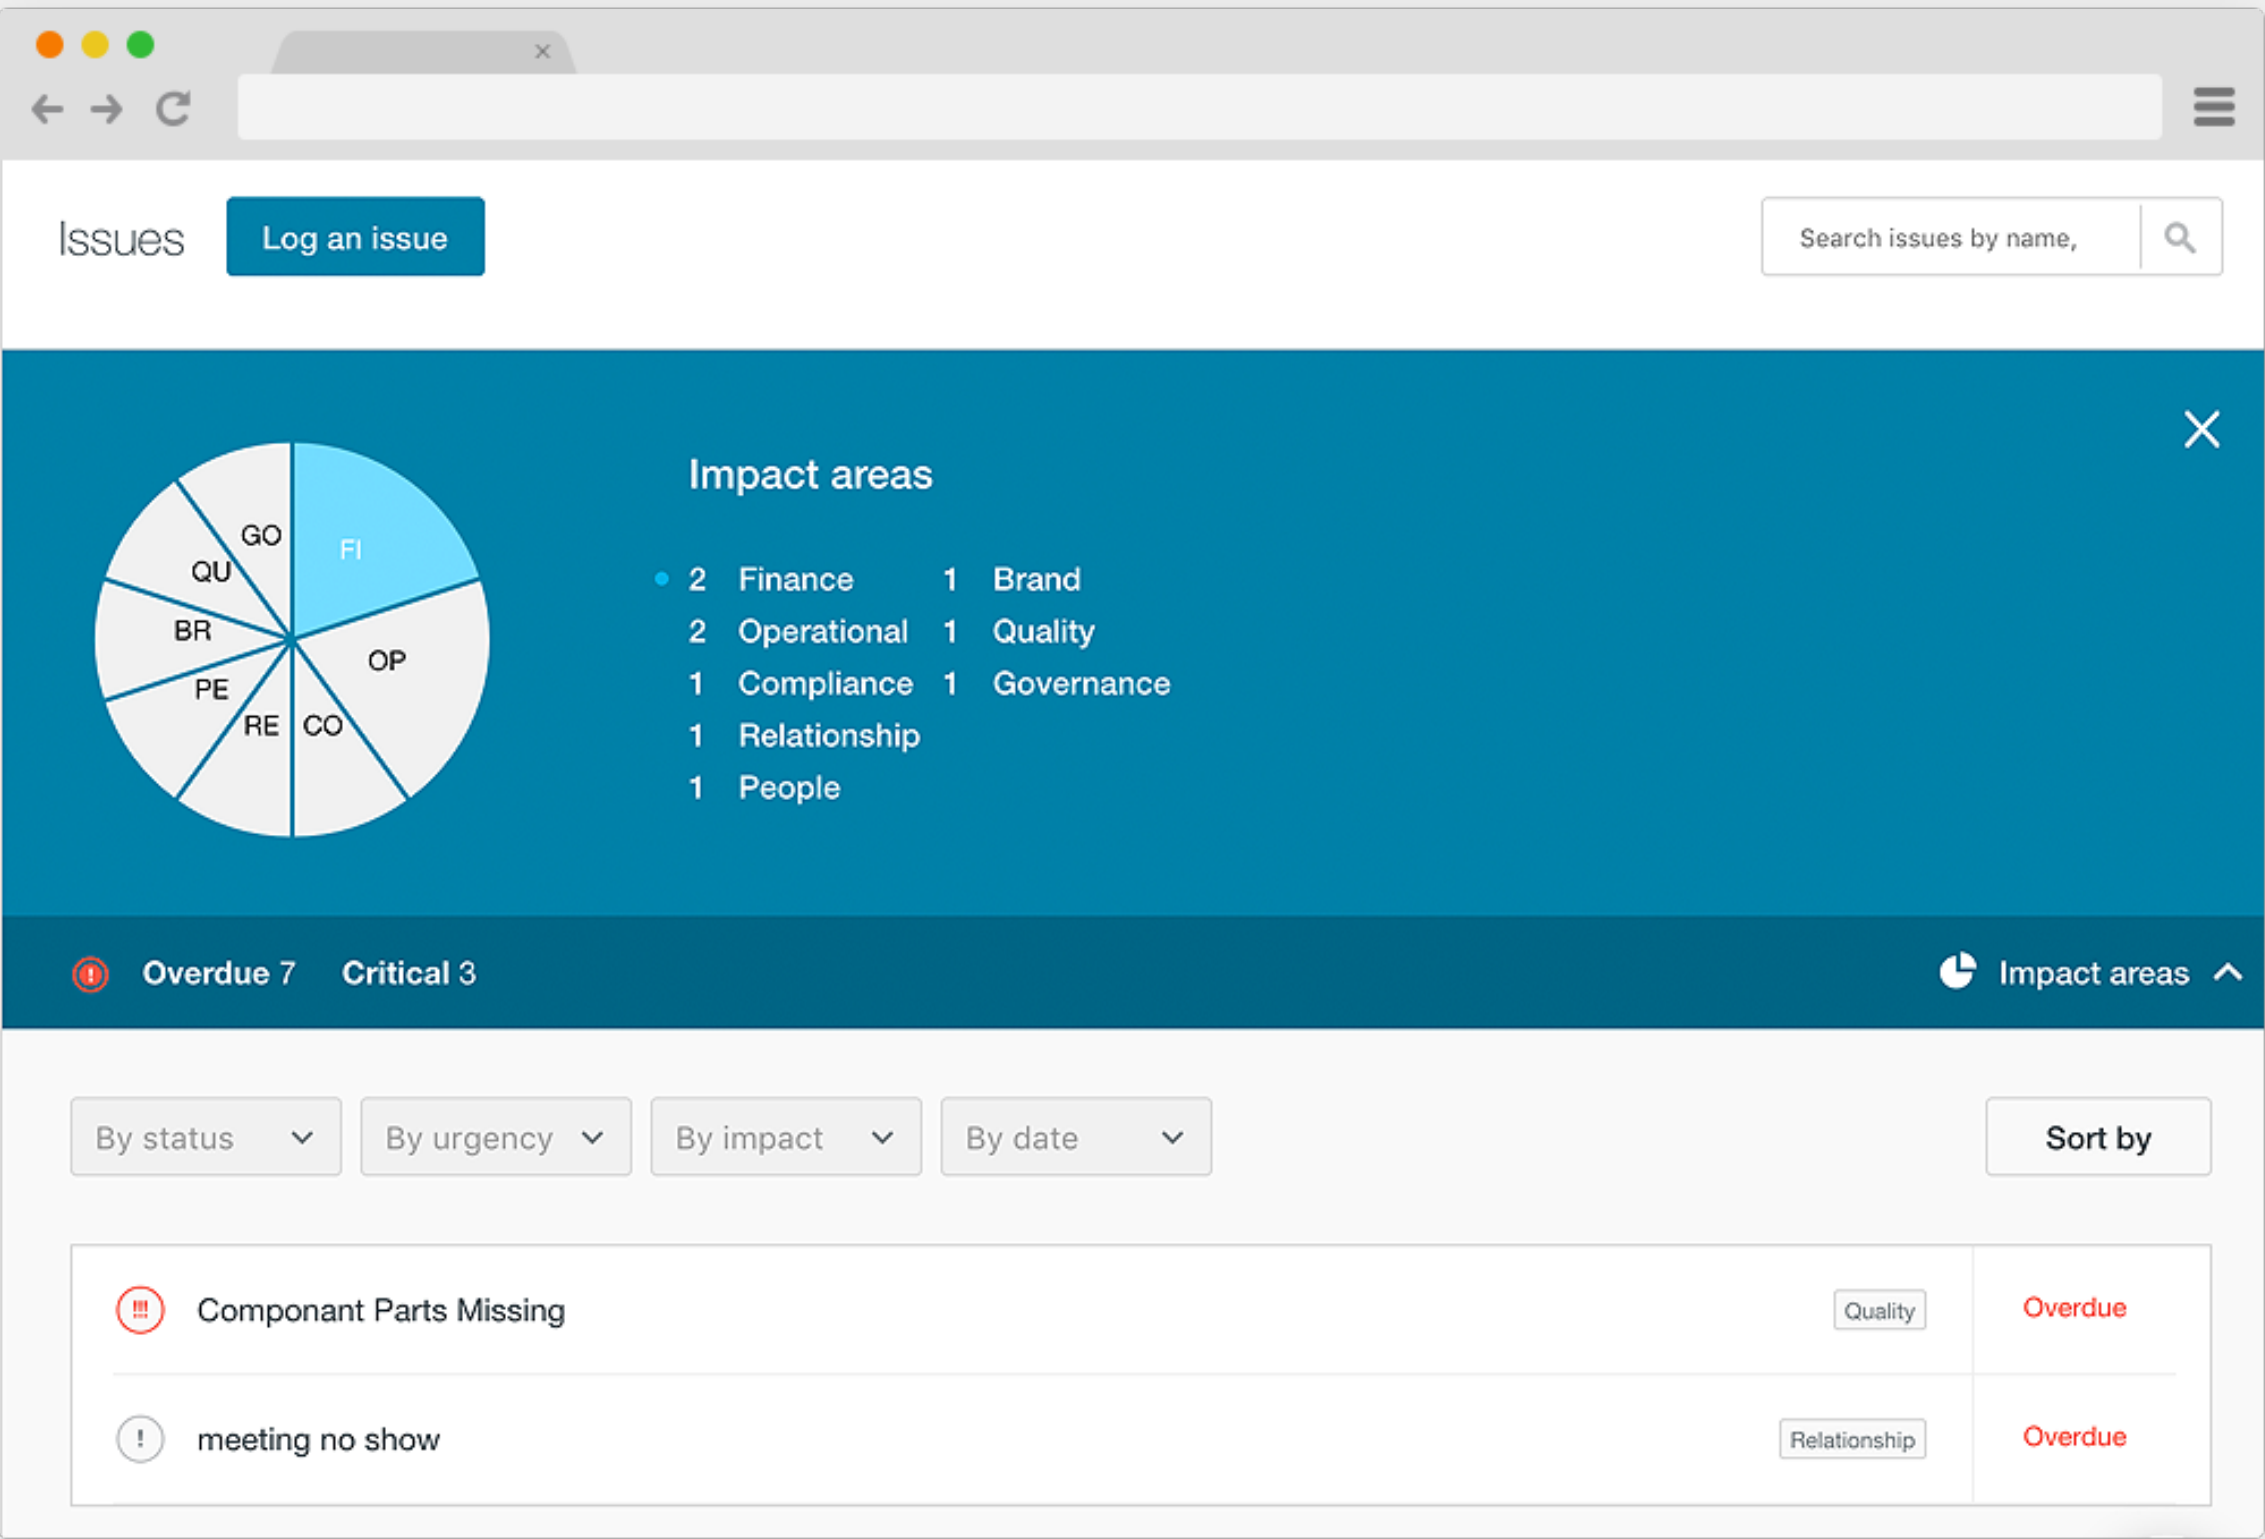 Issues
Log an issue
Search issues by name,
Impact areas
GO
FI
QU
BR
OP
PE
RE
CO
2 Finance
2 Operational
1 Compliance
1 Relationship
1 People
1 Brand
1 Quality
1 Governance
Overdue 7
Critical 3
Impact areas
By status
By urgency
By impact
By date
Sort by
!!! Componant Parts Missing
Quality
Overdue
! meeting no show
Relationship
Overdue